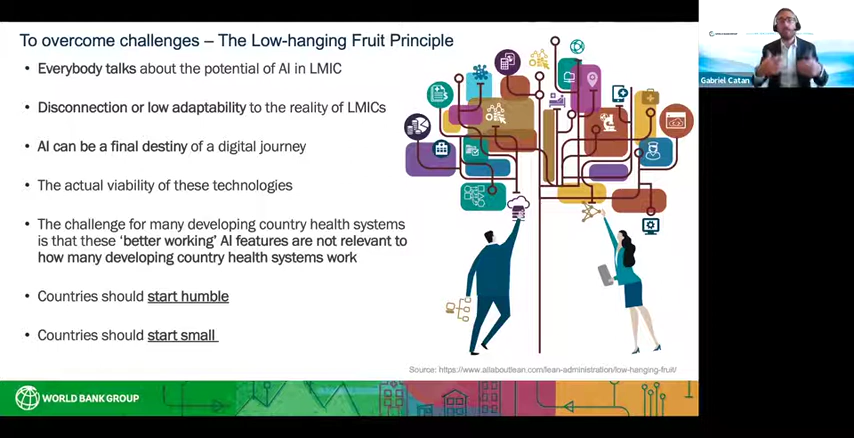 To overcome challenges – The Low-hanging Fruit Principle
• Everybody talks about the potential of AI in LMIC
• Disconnection or low adaptability to the reality of LMICs
• AI can be a final destiny of a digital journey
• The actual viability of these technologies
• The challenge for many developing country health systems
is that these ‘better working’ AI features are not relevant to
how many developing country health systems work
• Countries should start humble
• Countries should start small
Source: https://www.allaboutlean.com/lean-administration/low-hanging-fruit/
WORLD BANK GROUP
Gabriel Catan